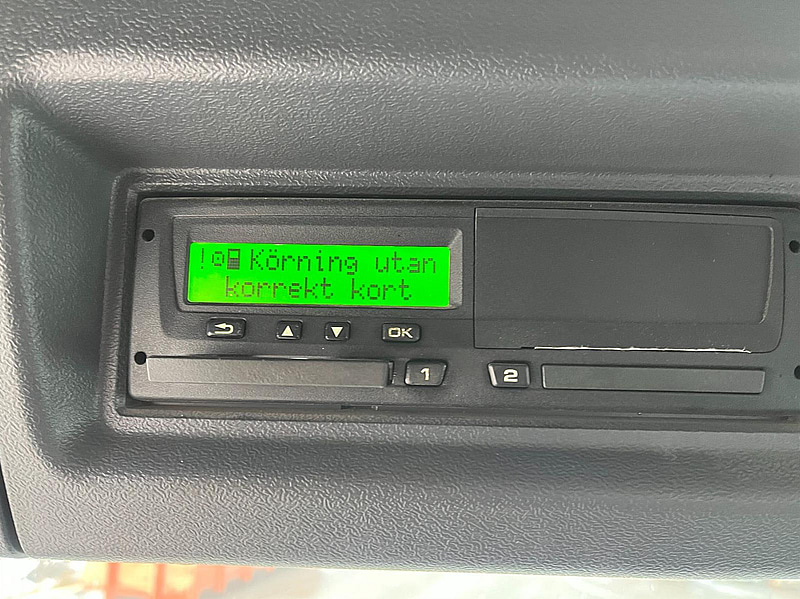 ! Körning utan
korrekt kort
OK
1 2